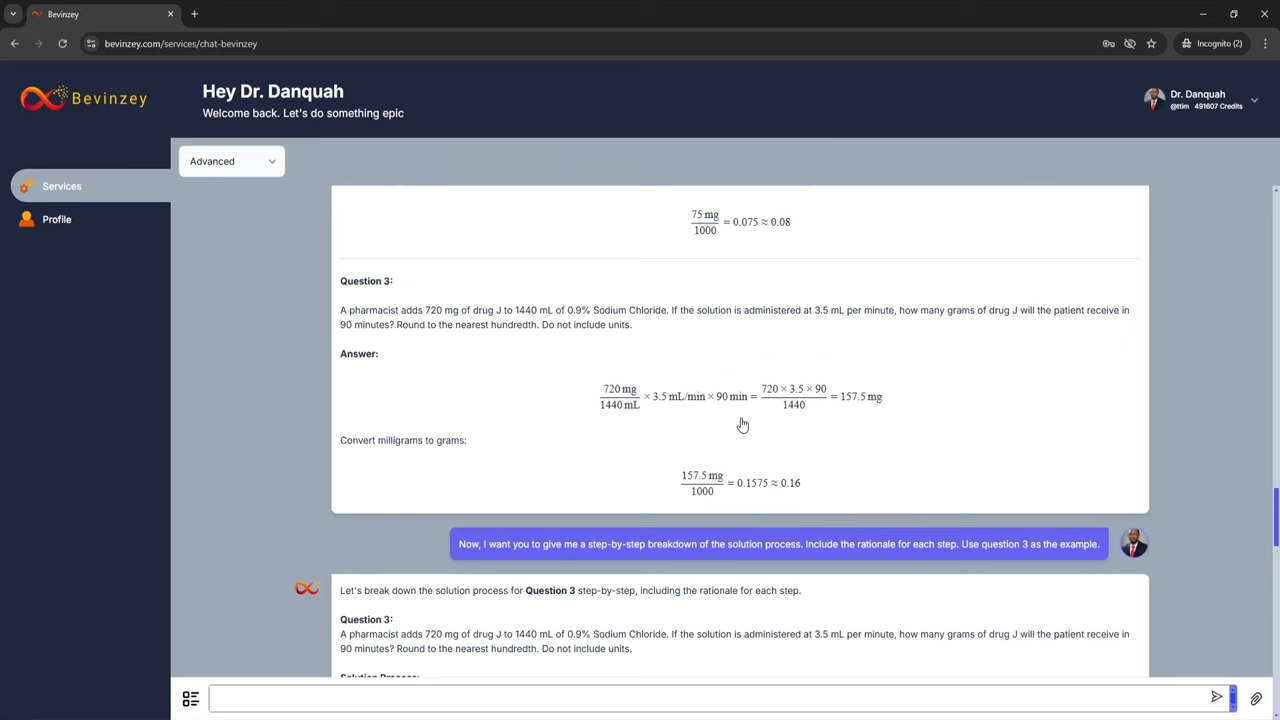 Bevinzey
bevinzey.com/services/chat-bevinzey
Incognito (2)
Bevinzey
Hey Dr. Danquah
Welcome back. Let's do something epic
Dr. Danquah
@ttim 491607 Credits
Services
Profile
Advanced
75 mg / 1000 = 0.075 ≈ 0.08
Question 3:
A pharmacist adds 720 mg of drug J to 1440 mL of 0.9% Sodium Chloride. If the solution is administered at 3.5 mL per minute, how many grams of drug J will the patient receive in
90 minutes? Round to the nearest hundredth. Do not include units.
Answer:
720 mg / 1440 mL × 3.5 mL/min × 90 min = 720 × 3.5 × 90 / 1440 = 157.5 mg
Convert milligrams to grams:
157.5 mg / 1000 = 0.1575 ≈ 0.16
Now, I want you to give me a step-by-step breakdown of the solution process. Include the rationale for each step. Use question 3 as the example.
Let's break down the solution process for Question 3 step-by-step, including the rationale for each step.
Question 3:
A pharmacist adds 720 mg of drug J to 1440 mL of 0.9% Sodium Chloride. If the solution is administered at 3.5 mL per minute, how many grams of drug J will the patient receive in
90 minutes? Round to the nearest hundredth. Do not include units.
Solution Process: